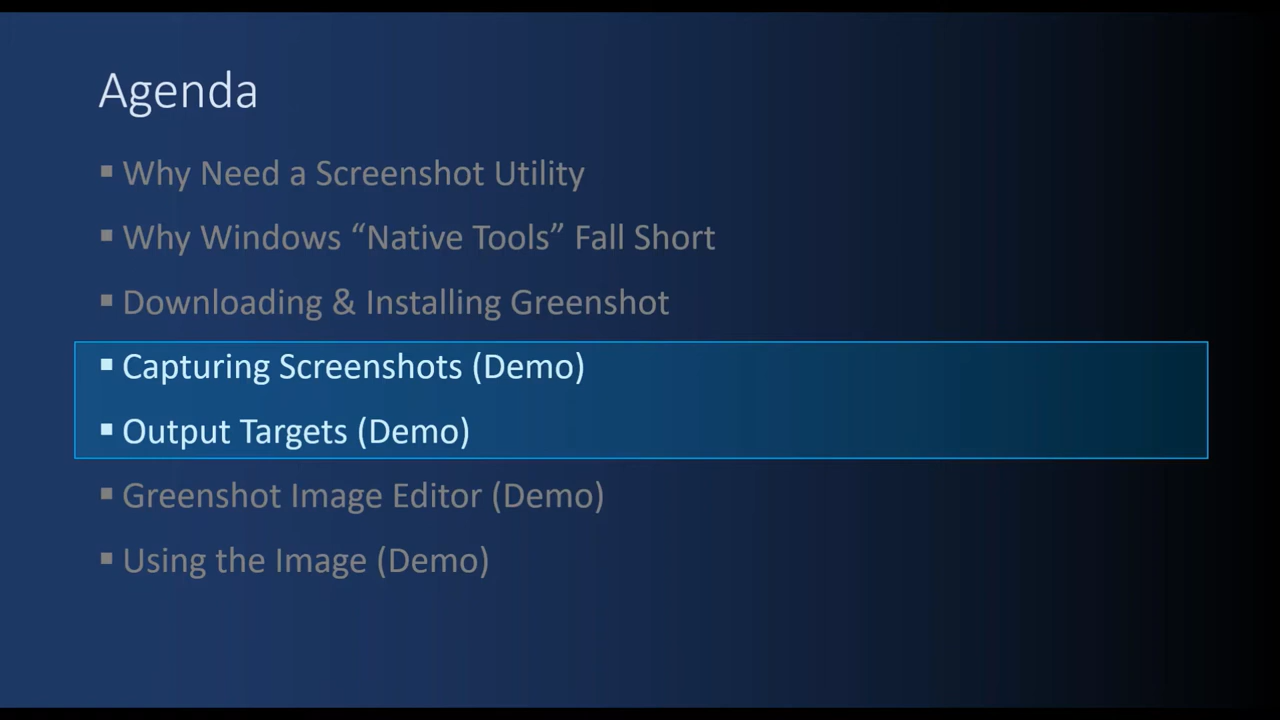 Agenda
▪ Why Need a Screenshot Utility
▪ Why Windows “Native Tools” Fall Short
▪ Downloading & Installing Greenshot
▪ Capturing Screenshots (Demo)
▪ Output Targets (Demo)
▪ Greenshot Image Editor (Demo)
▪ Using the Image (Demo)